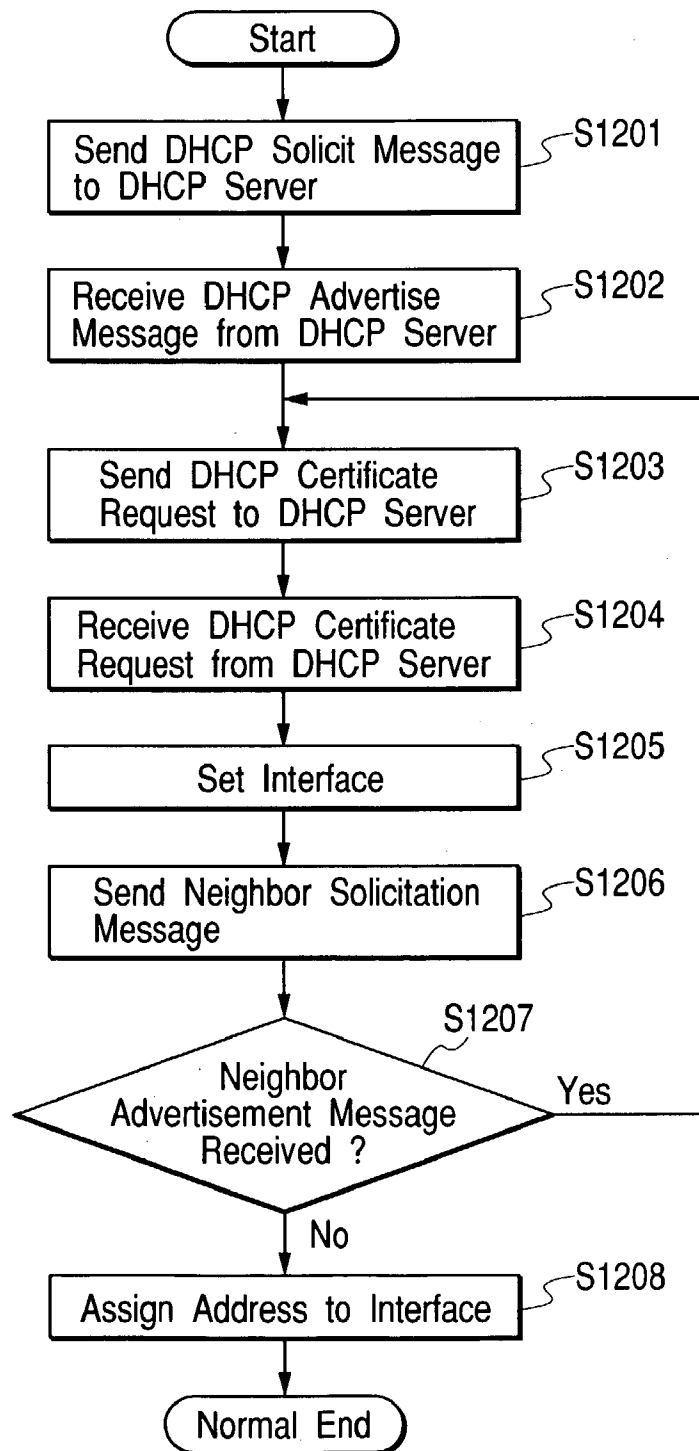 Start
Send DHCP Solicit Message
to DHCP Server
S1201
Receive DHCP Advertise
Message from DHCP Server
S1202
Send DHCP Certificate
Request to DHCP Server
S1203
Receive DHCP Certificate
Request from DHCP Server
S1204
Set Interface
S1205
Send Neighbor Solicitation
Message
S1206
S1207
Neighbor
Advertisement Message
Received ?
Yes
No
Assign Address to Interface
S1208
Normal End